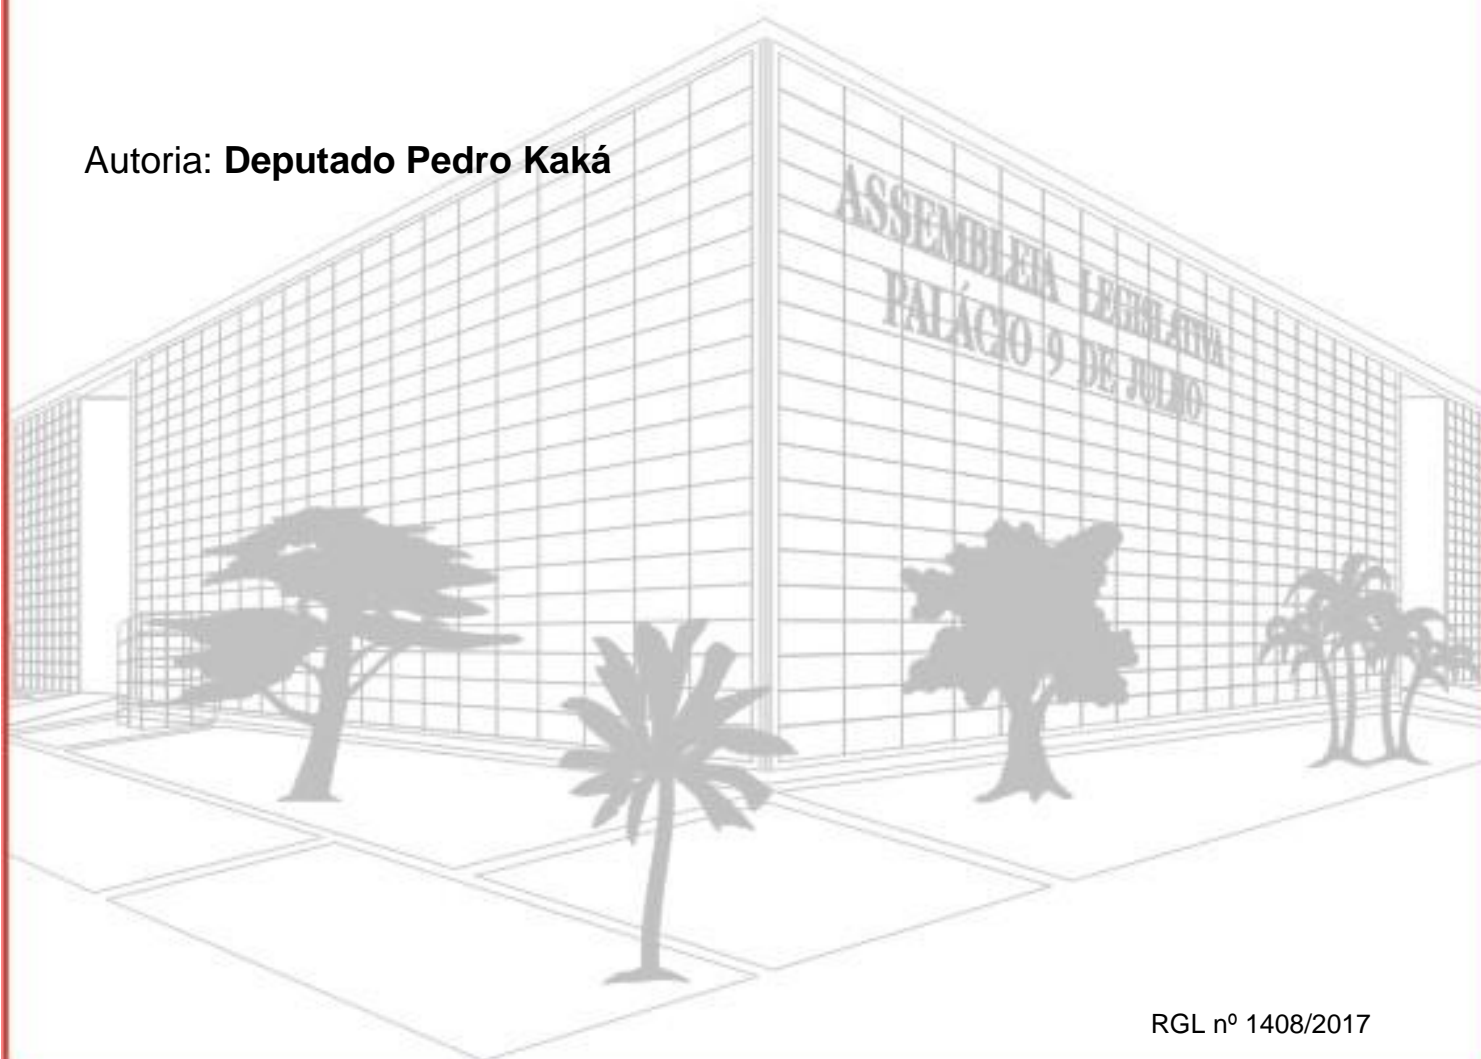 Autoria: Deputado Pedro Kaká
ASSEMBLEIA LEGISLATIVA
PALÁCIO 9 DE JULHO
RGL nº 1408/2017